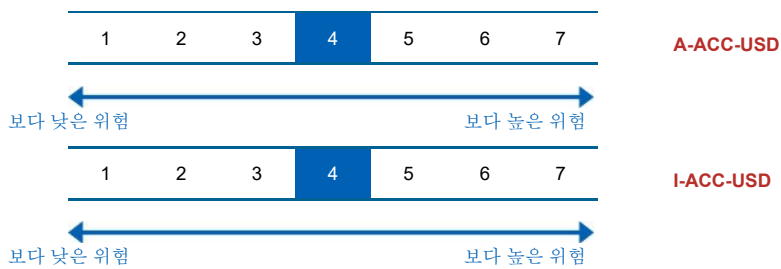 1 2 3 4 5 6 7 A-ACC-USD
보다 낮은 위험 보다 높은 위험
1 2 3 4 5 6 7 I-ACC-USD
보다 낮은 위험 보다 높은 위험